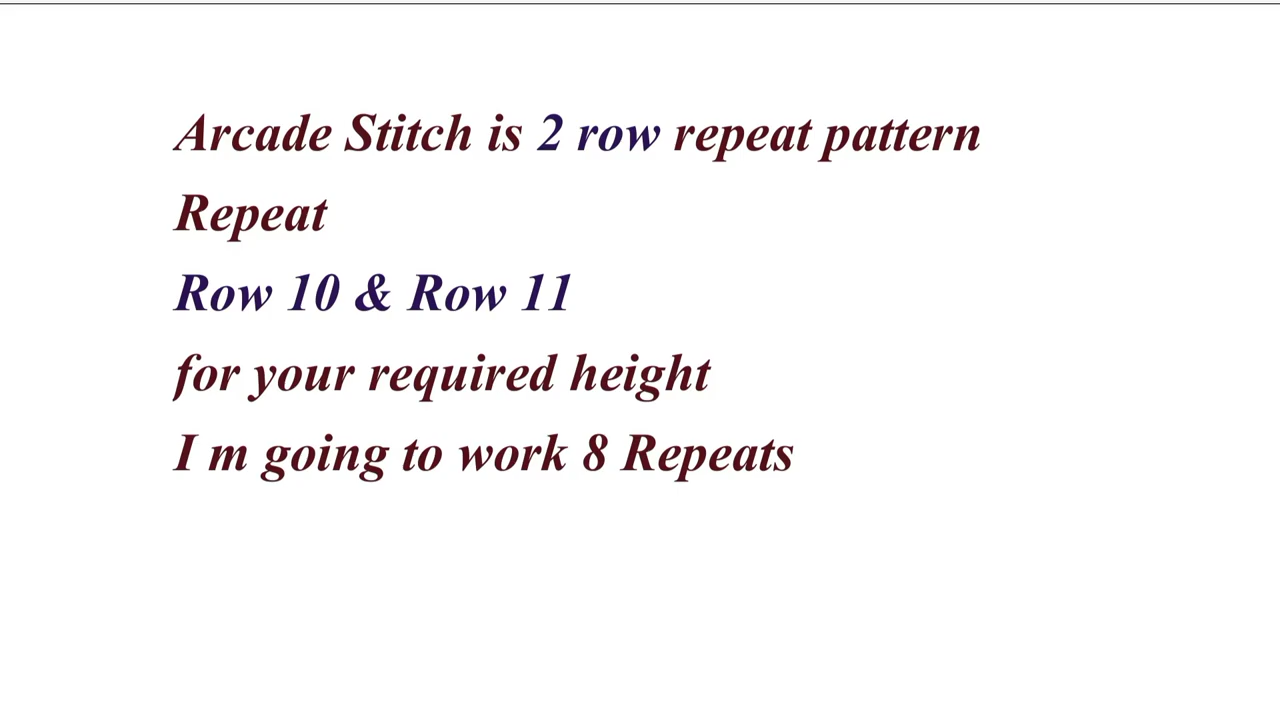 Arcade Stitch is 2 row repeat pattern
Repeat
Row 10 & Row 11
for your required height
I m going to work 8 Repeats